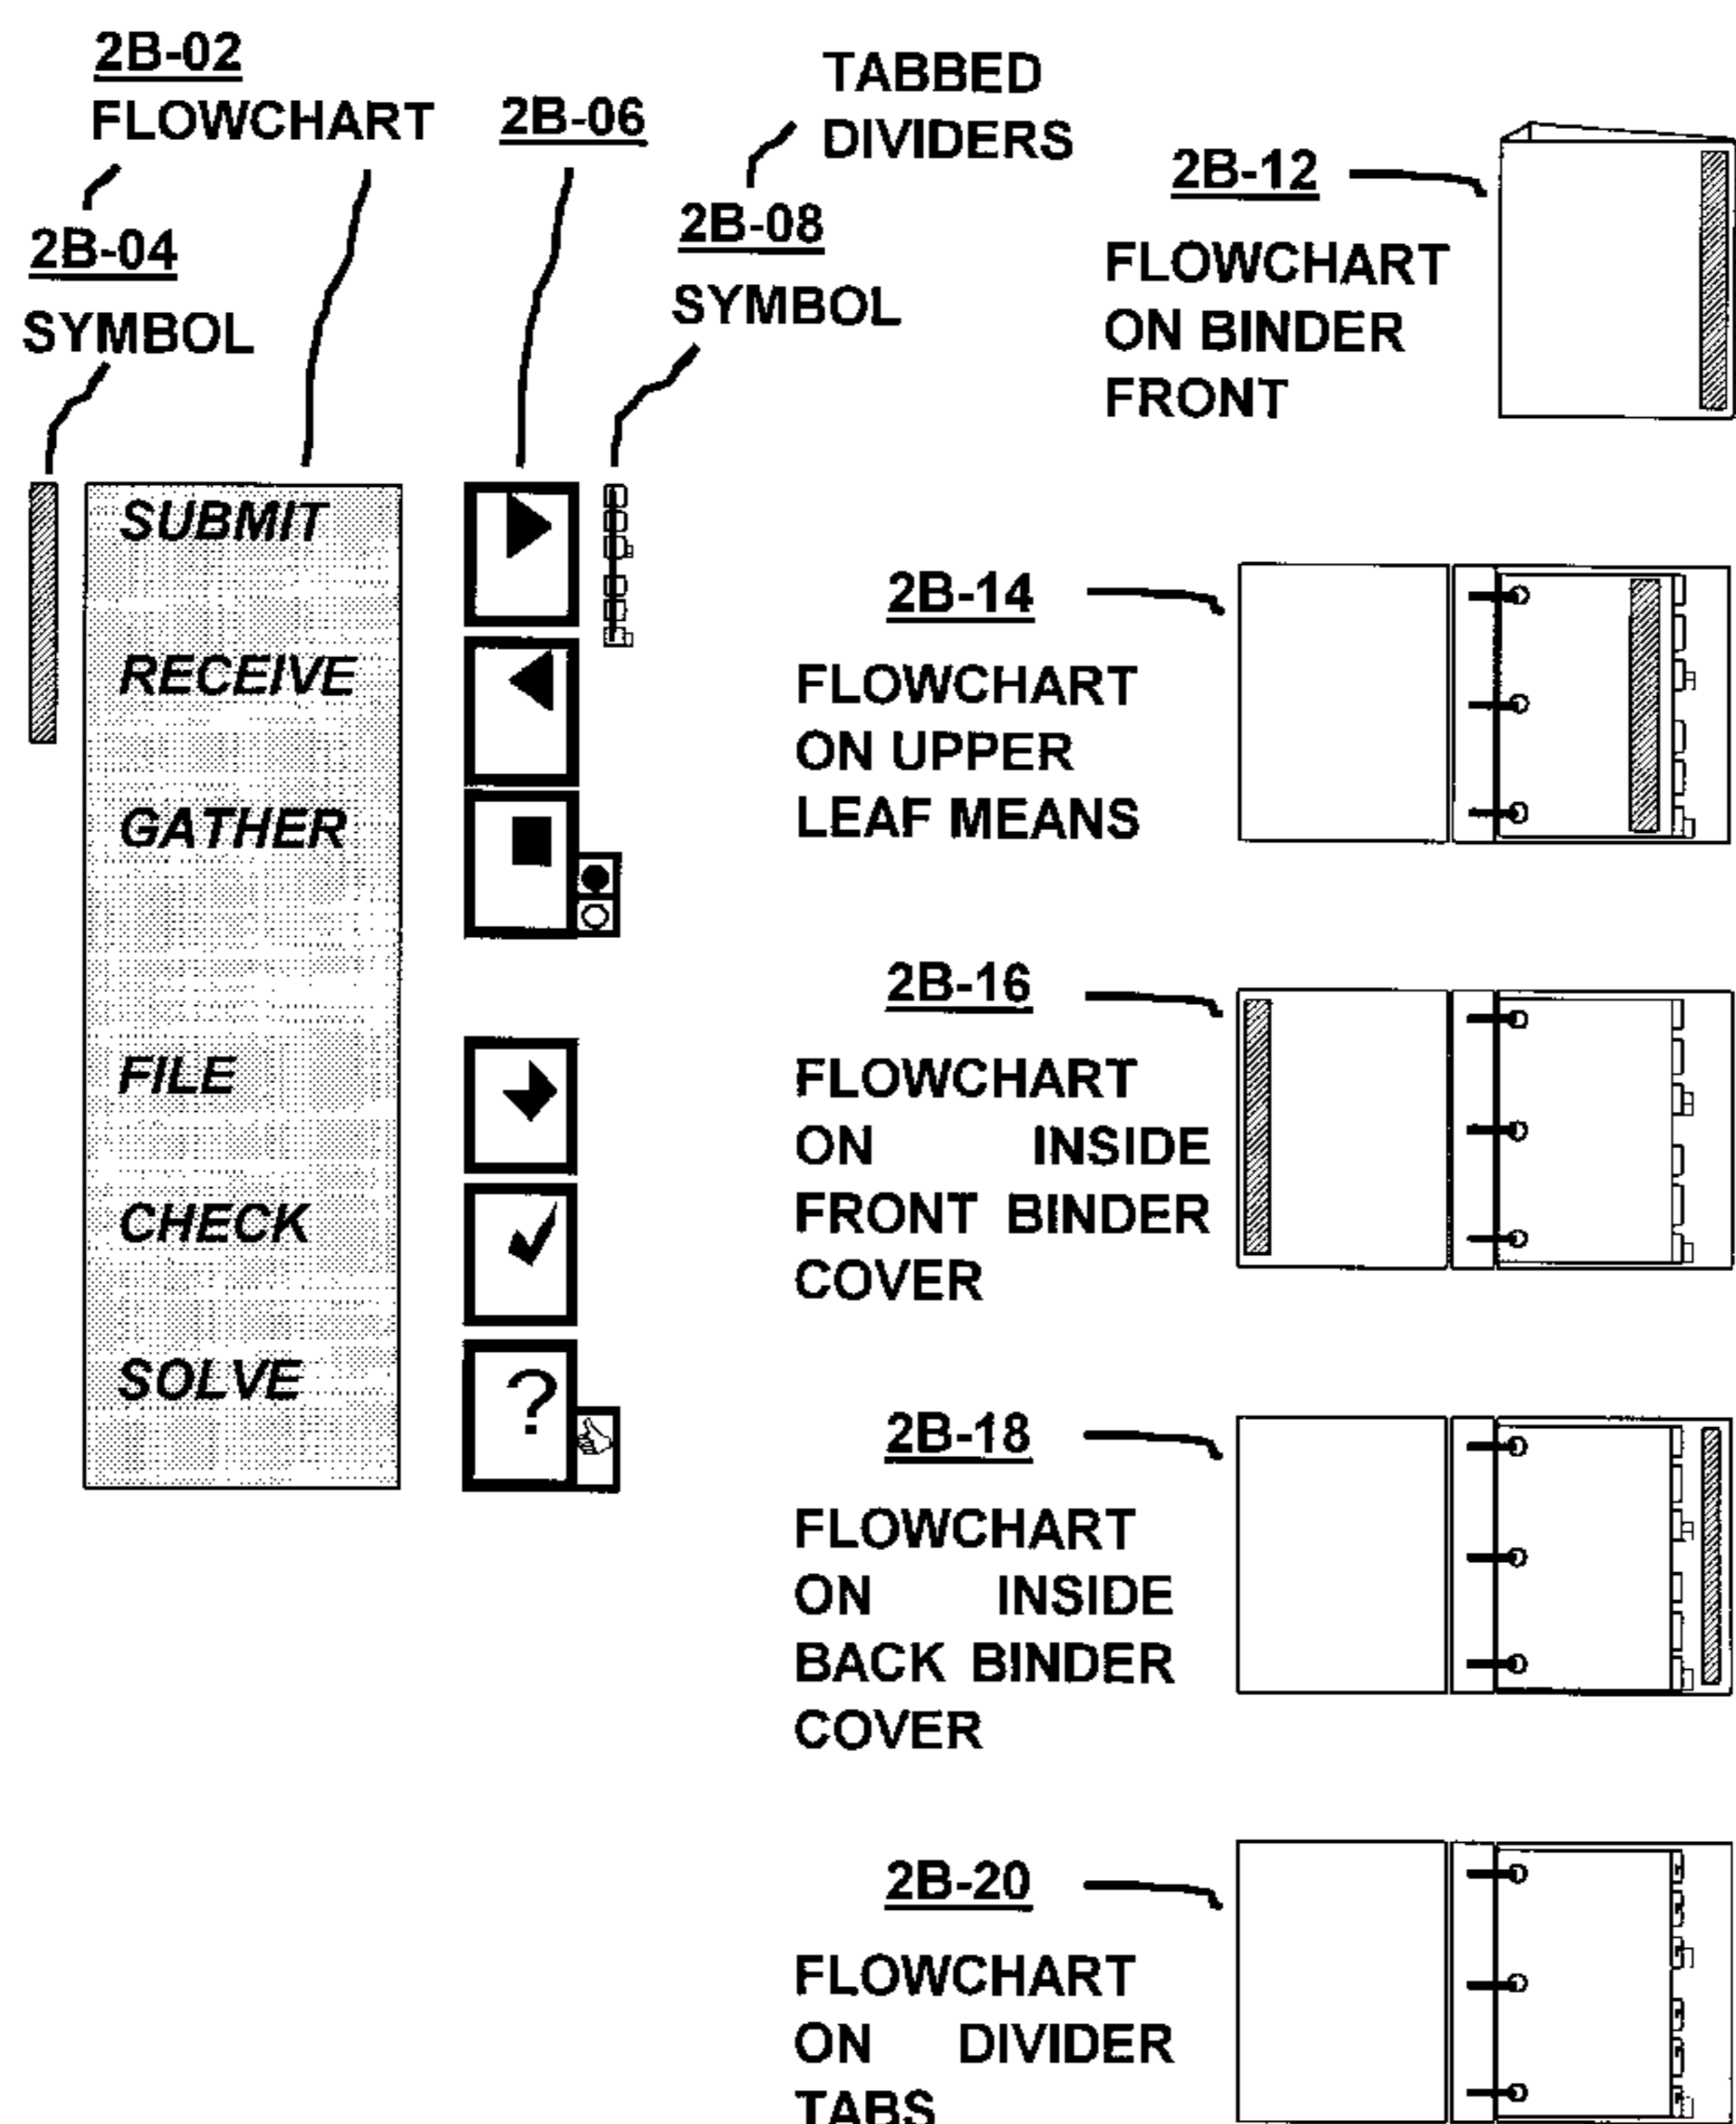 2B-02
FLOWCHART
2B-04
SYMBOL
2B-06
TABBED
DIVIDERS
2B-08
SYMBOL
SUBMIT
RECEIVE
GATHER
FILE
CHECK
SOLVE
?
2B-12
FLOWCHART
ON BINDER
FRONT
2B-14
FLOWCHART
ON UPPER
LEAF MEANS
2B-16
FLOWCHART
ON INSIDE
FRONT BINDER
COVER
2B-18
FLOWCHART
ON INSIDE
BACK BINDER
COVER
2B-20
FLOWCHART
ON DIVIDER
TABS